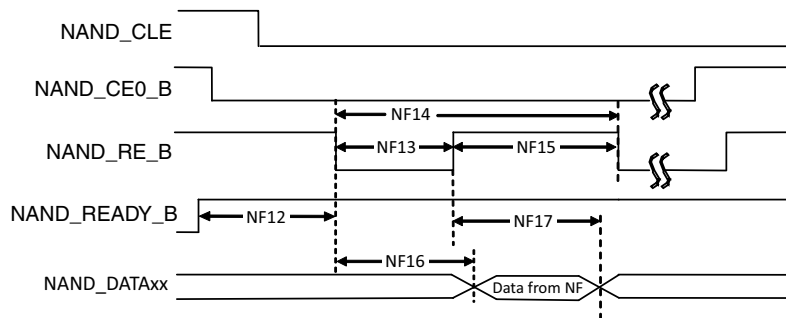 NAND_CLE
NAND_CE0_B
NF14
NAND_RE_B
NF13
NF15
NAND_READY_B
NF12
NF17
NF16
NAND_DATAxx
Data from NF